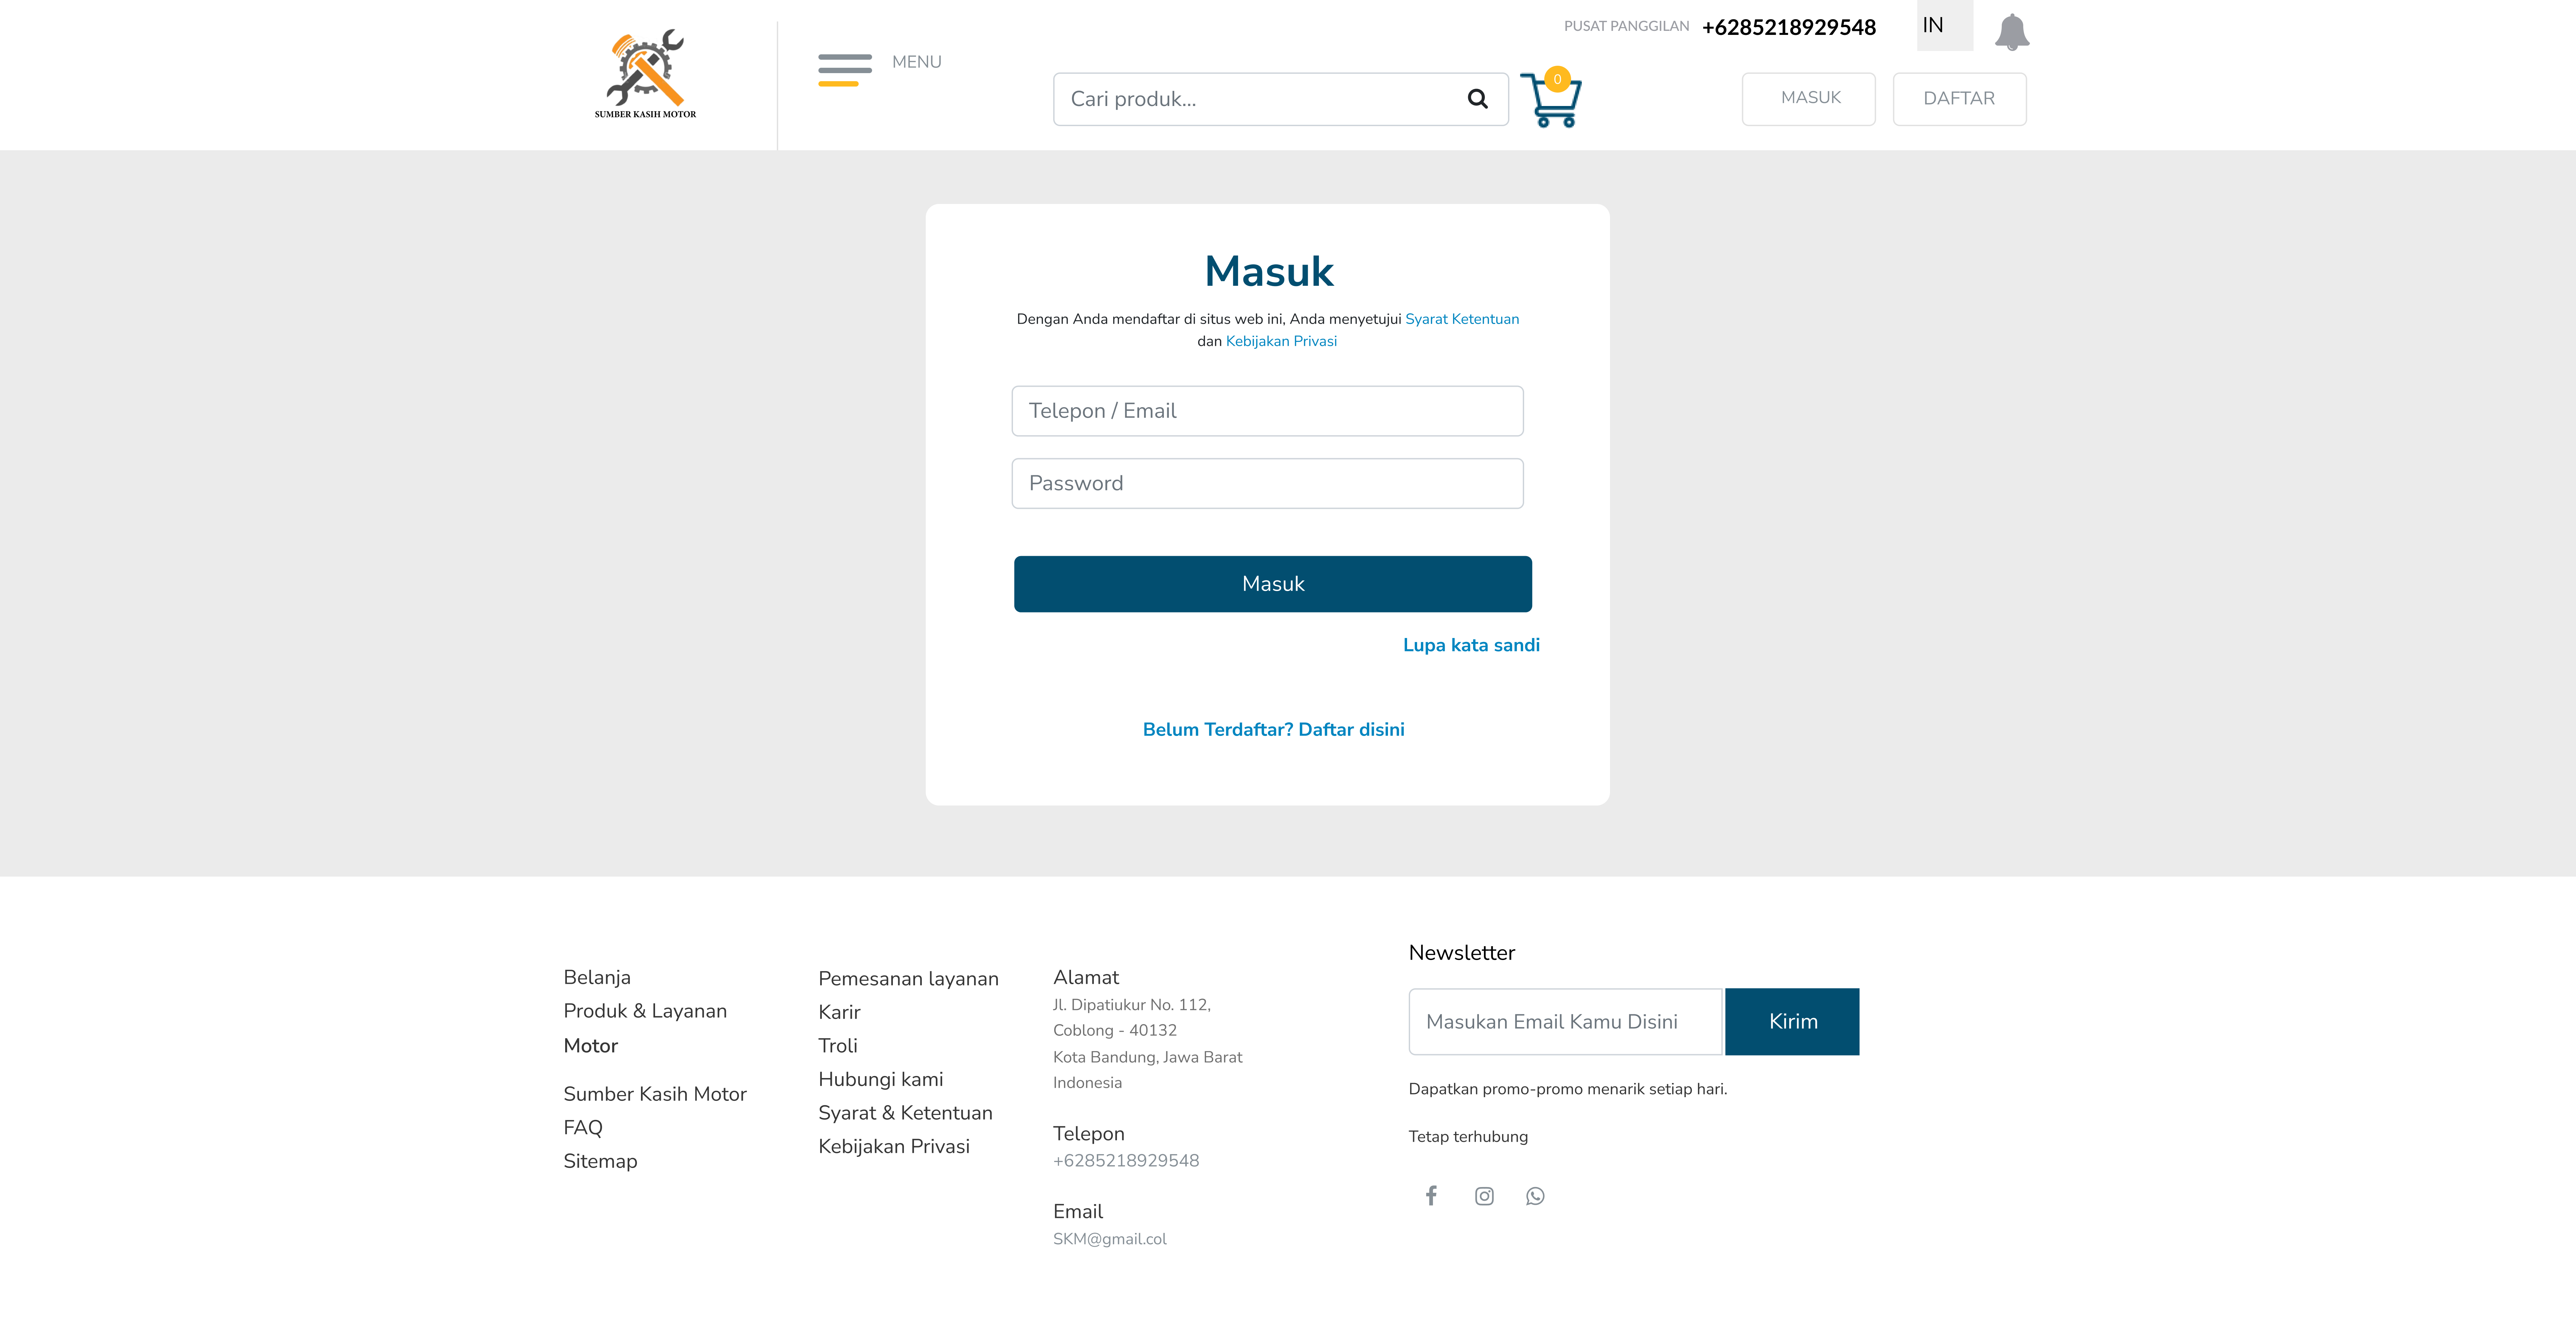 SUMBER KASIH MOTOR
MENU
PUSAT PANGGILAN +6285218929548
IN
Cari produk...
0
MASUK
DAFTAR
Masuk
Dengan Anda mendaftar di situs web ini, Anda menyetujui Syarat Ketentuan
dan Kebijakan Privasi
Telepon / Email
Password
Masuk
Lupa kata sandi
Belum Terdaftar? Daftar disini
Belanja
Produk & Layanan
Motor
Sumber Kasih Motor
FAQ
Sitemap
Pemesanan layanan
Karir
Troli
Hubungi kami
Syarat & Ketentuan
Kebijakan Privasi
Alamat
Jl. Dipatiukur No. 112,
Coblong - 40132
Kota Bandung, Jawa Barat
Indonesia
Telepon
+6285218929548
Email
SKM@gmail.col
Newsletter
Masukan Email Kamu Disini
Kirim
Dapatkan promo-promo menarik setiap hari.
Tetap terhubung